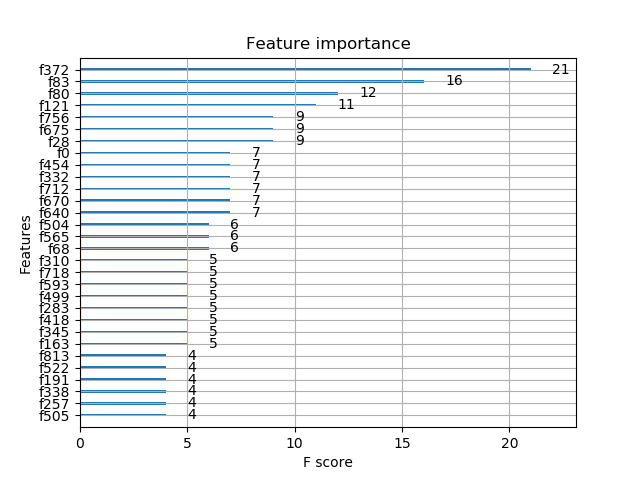 Feature importance
f372 21
f83 16
f80 12
f121 11
f756 9
f675 9
f28 9
f0 7
f454 7
f332 7
f712 7
f670 7
f640 7
f504 6
f565 6
f68 6
f310 5
f718 5
f593 5
f499 5
f283 5
f418 5
f345 5
f163 5
f813 4
f522 4
f191 4
f338 4
f257 4
f505 4
0 5 10 15 20
F score
Features